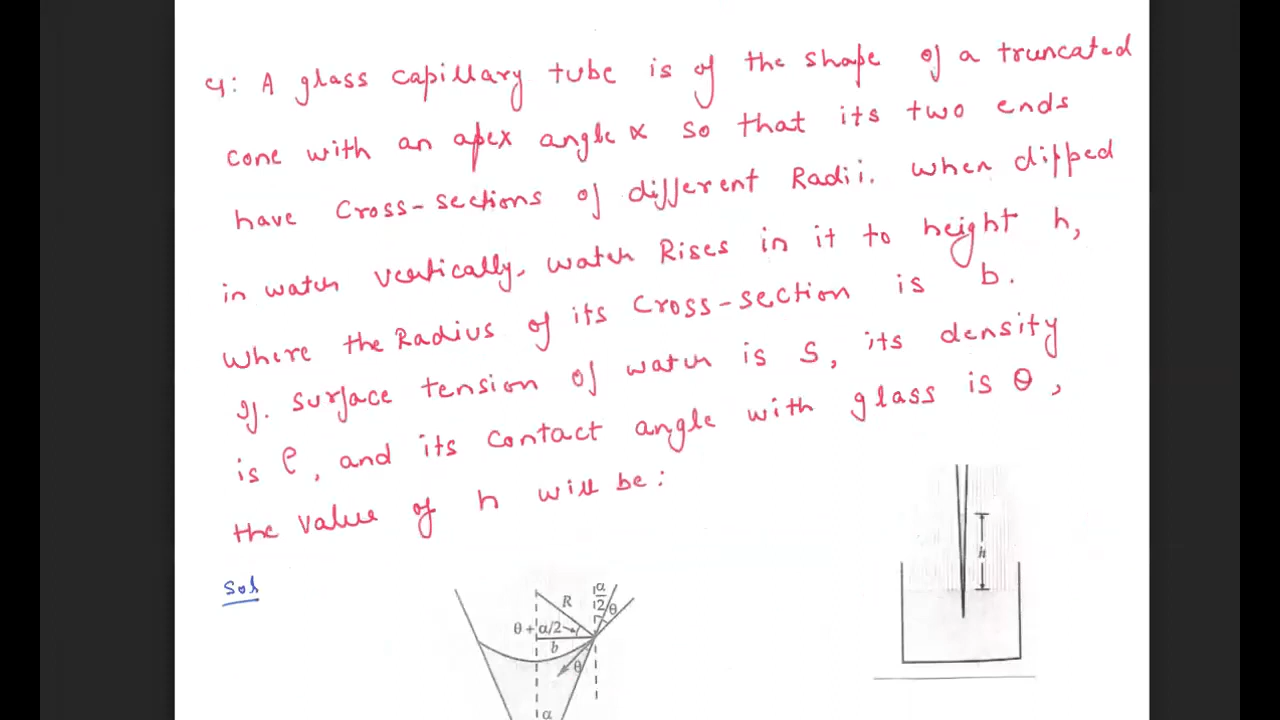 Q: A glass capillary tube is of the shape of a truncated
cone with an apex angle α so that its two ends
have cross-sections of different Radii. When dipped
in water vertically, water Rises in it to height h,
where the Radius of its cross-section is b.
If surface tension of water is S, its density
is ρ, and its contact angle with glass is θ,
the value of h will be:
Sol
h
R
α/2
θ
θ + α/2
b
θ
α